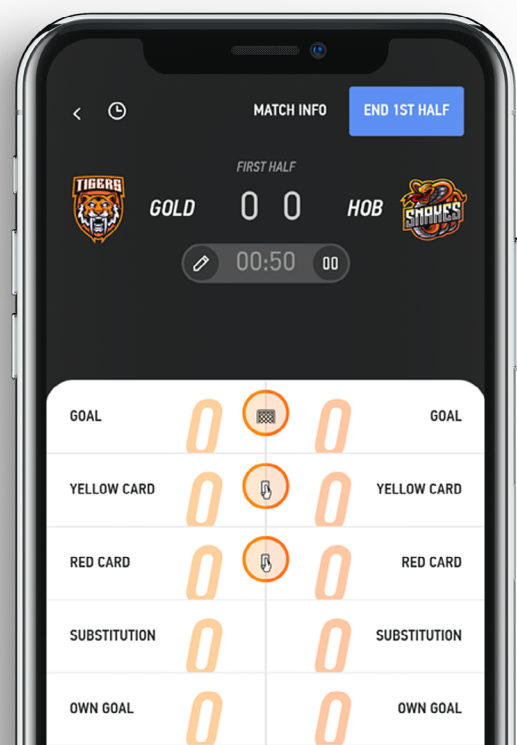 MATCH INFO
END 1ST HALF
FIRST HALF
TIGERS
GOLD
0 0
HOB
SNAKES
00:50
GOAL 0 0 GOAL
YELLOW CARD 0 0 YELLOW CARD
RED CARD 0 0 RED CARD
SUBSTITUTION 0 0 SUBSTITUTION
OWN GOAL 0 0 OWN GOAL